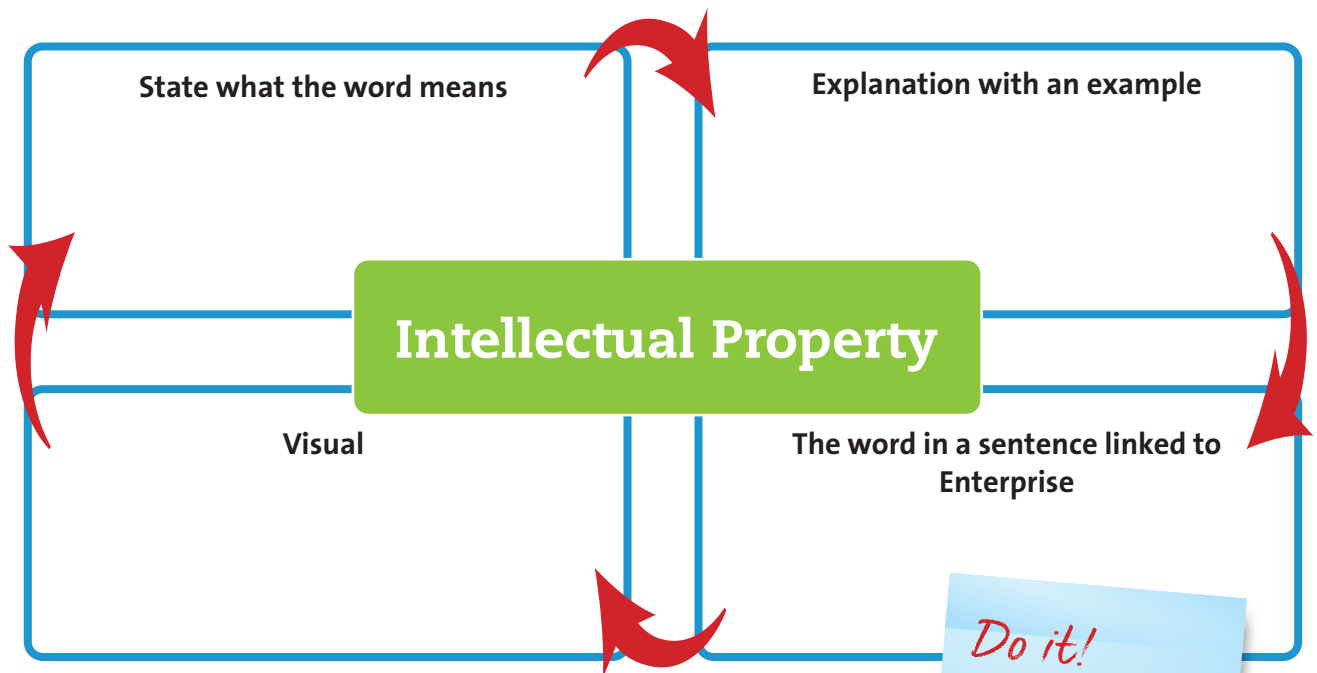 State what the word means
Explanation with an example
Intellectual Property
Visual
The word in a sentence linked to
Enterprise
Do it!